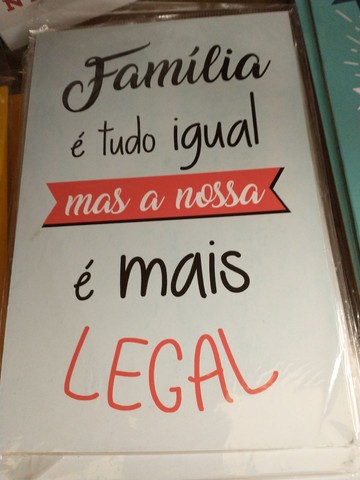 Família
é tudo igual
mas a nossa
é mais
LEGAL